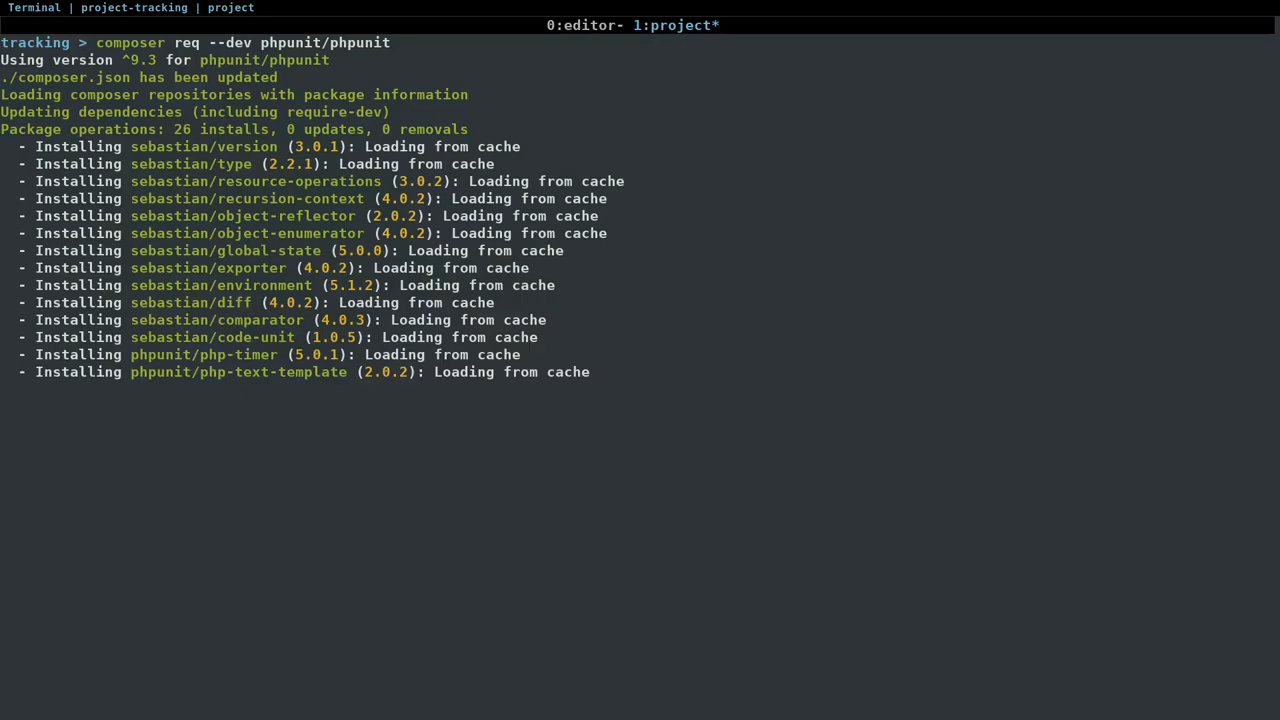 Terminal | project-tracking | project
0:editor- 1:project*
tracking > composer req --dev phpunit/phpunit
Using version ^9.3 for phpunit/phpunit
./composer.json has been updated
Loading composer repositories with package information
Updating dependencies (including require-dev)
Package operations: 26 installs, 0 updates, 0 removals
  - Installing sebastian/version (3.0.1): Loading from cache
  - Installing sebastian/type (2.2.1): Loading from cache
  - Installing sebastian/resource-operations (3.0.2): Loading from cache
  - Installing sebastian/recursion-context (4.0.2): Loading from cache
  - Installing sebastian/object-reflector (2.0.2): Loading from cache
  - Installing sebastian/object-enumerator (4.0.2): Loading from cache
  - Installing sebastian/global-state (5.0.0): Loading from cache
  - Installing sebastian/exporter (4.0.2): Loading from cache
  - Installing sebastian/environment (5.1.2): Loading from cache
  - Installing sebastian/diff (4.0.2): Loading from cache
  - Installing sebastian/comparator (4.0.3): Loading from cache
  - Installing sebastian/code-unit (1.0.5): Loading from cache
  - Installing phpunit/php-timer (5.0.1): Loading from cache
  - Installing phpunit/php-text-template (2.0.2): Loading from cache